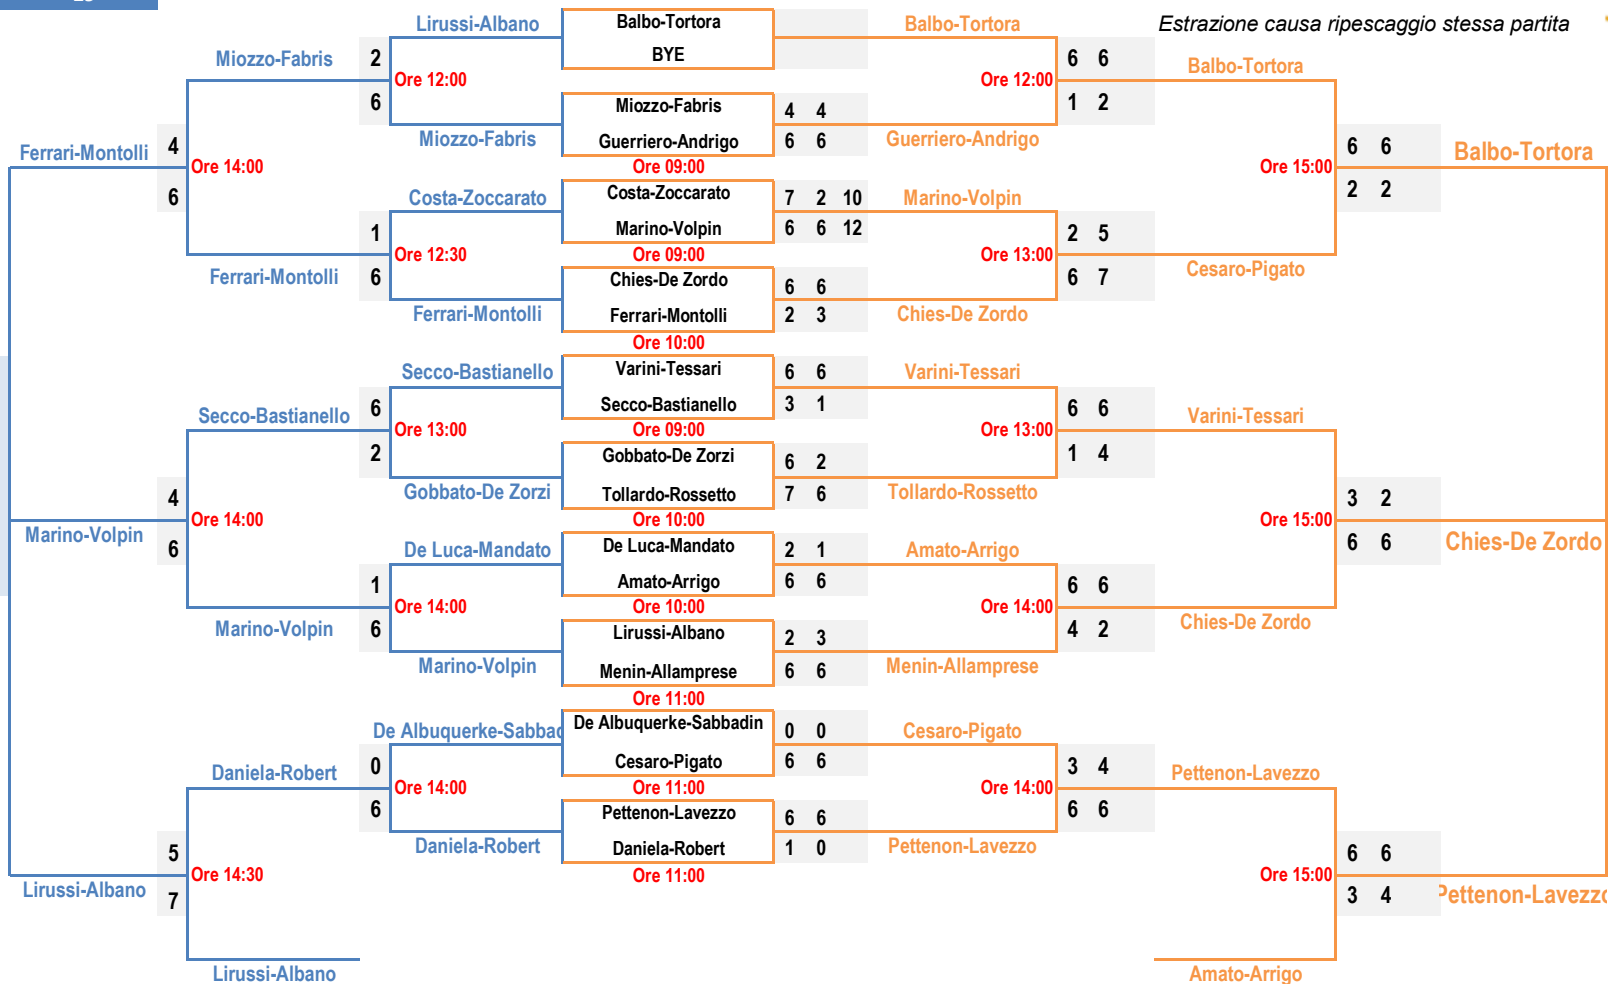 Lirussi-Albano Balbo-Tortora Balbo-Tortora Estrazione causa ripescaggio stessa partita
Miozzo-Fabris 2 BYE 6 6 Balbo-Tortora
Ore 12:00 Ore 12:00
6 Miozzo-Fabris 4 4 1 2
Ferrari-Montolli 4 Miozzo-Fabris Guerriero-Andrigo 6 6 Guerriero-Andrigo 6 6 Balbo-Tortora
Ore 14:00 Ore 09:00 Ore 15:00
6 Costa-Zoccarato Costa-Zoccarato 7 2 10 Marino-Volpin 2 2
1 Marino-Volpin 6 6 12 2 5
Ore 12:30 Ore 09:00 Ore 13:00
Ferrari-Montolli 6 Chies-De Zordo 6 6 6 7 Cesaro-Pigato
Ferrari-Montolli Ferrari-Montolli 2 3 Chies-De Zordo
Ore 10:00
Secco-Bastianello Varini-Tessari 6 6 Varini-Tessari
Secco-Bastianello 6 Secco-Bastianello 3 1 6 6 Varini-Tessari
Ore 13:00 Ore 09:00 Ore 13:00
2 Gobbato-De Zorzi 6 2 1 4
4 Gobbato-De Zorzi Tollardo-Rossetto 7 6 Tollardo-Rossetto 3 2
Ore 14:00 Ore 10:00 Ore 15:00
Marino-Volpin 6 De Luca-Mandato De Luca-Mandato 2 1 Amato-Arrigo 6 6 Chies-De Zordo
1 Amato-Arrigo 6 6 6 6
Ore 14:00 Ore 10:00 Ore 14:00
Marino-Volpin 6 Lirussi-Albano 2 3 4 2 Chies-De Zordo
Marino-Volpin Menin-Allamprese 6 6 Menin-Allamprese
Ore 11:00
De Albuquerke-Sabbad De Albuquerke-Sabbadin 0 0 Cesaro-Pigato
Daniela-Robert 0 Cesaro-Pigato 6 6 3 4 Pettenon-Lavezzo
Ore 14:00 Ore 11:00 Ore 14:00
6 Pettenon-Lavezzo 6 6 6 6
5 Daniela-Robert Daniela-Robert 1 0 Pettenon-Lavezzo 6 6
Ore 14:30 Ore 11:00 Ore 15:00
Lirussi-Albano 7 3 4 Pettenon-Lavezzo
Lirussi-Albano Amato-Arrigo